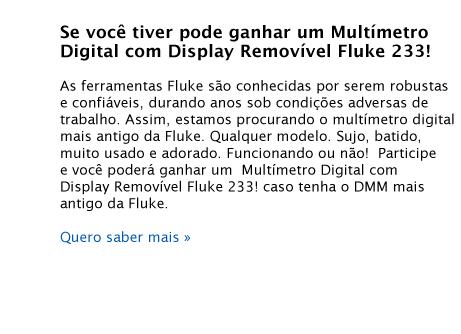 Se você tiver pode ganhar um Multímetro
Digital com Display Removível Fluke 233!
As ferramentas Fluke são conhecidas por serem robustas
e confiáveis, durando anos sob condições adversas de
trabalho. Assim, estamos procurando o multímetro digital
mais antigo da Fluke. Qualquer modelo. Sujo, batido,
muito usado e adorado. Funcionando ou não!  Participe
e você poderá ganhar um  Multímetro Digital com
Display Removível Fluke 233! caso tenha o DMM mais
antigo da Fluke.
Quero saber mais »